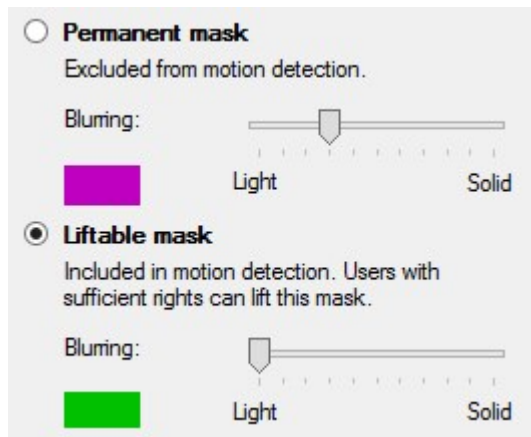 Permanent mask
Excluded from motion detection.
Blurring:
Light Solid
Liftable mask
Included in motion detection. Users with
sufficient rights can lift this mask.
Blurring:
Light Solid